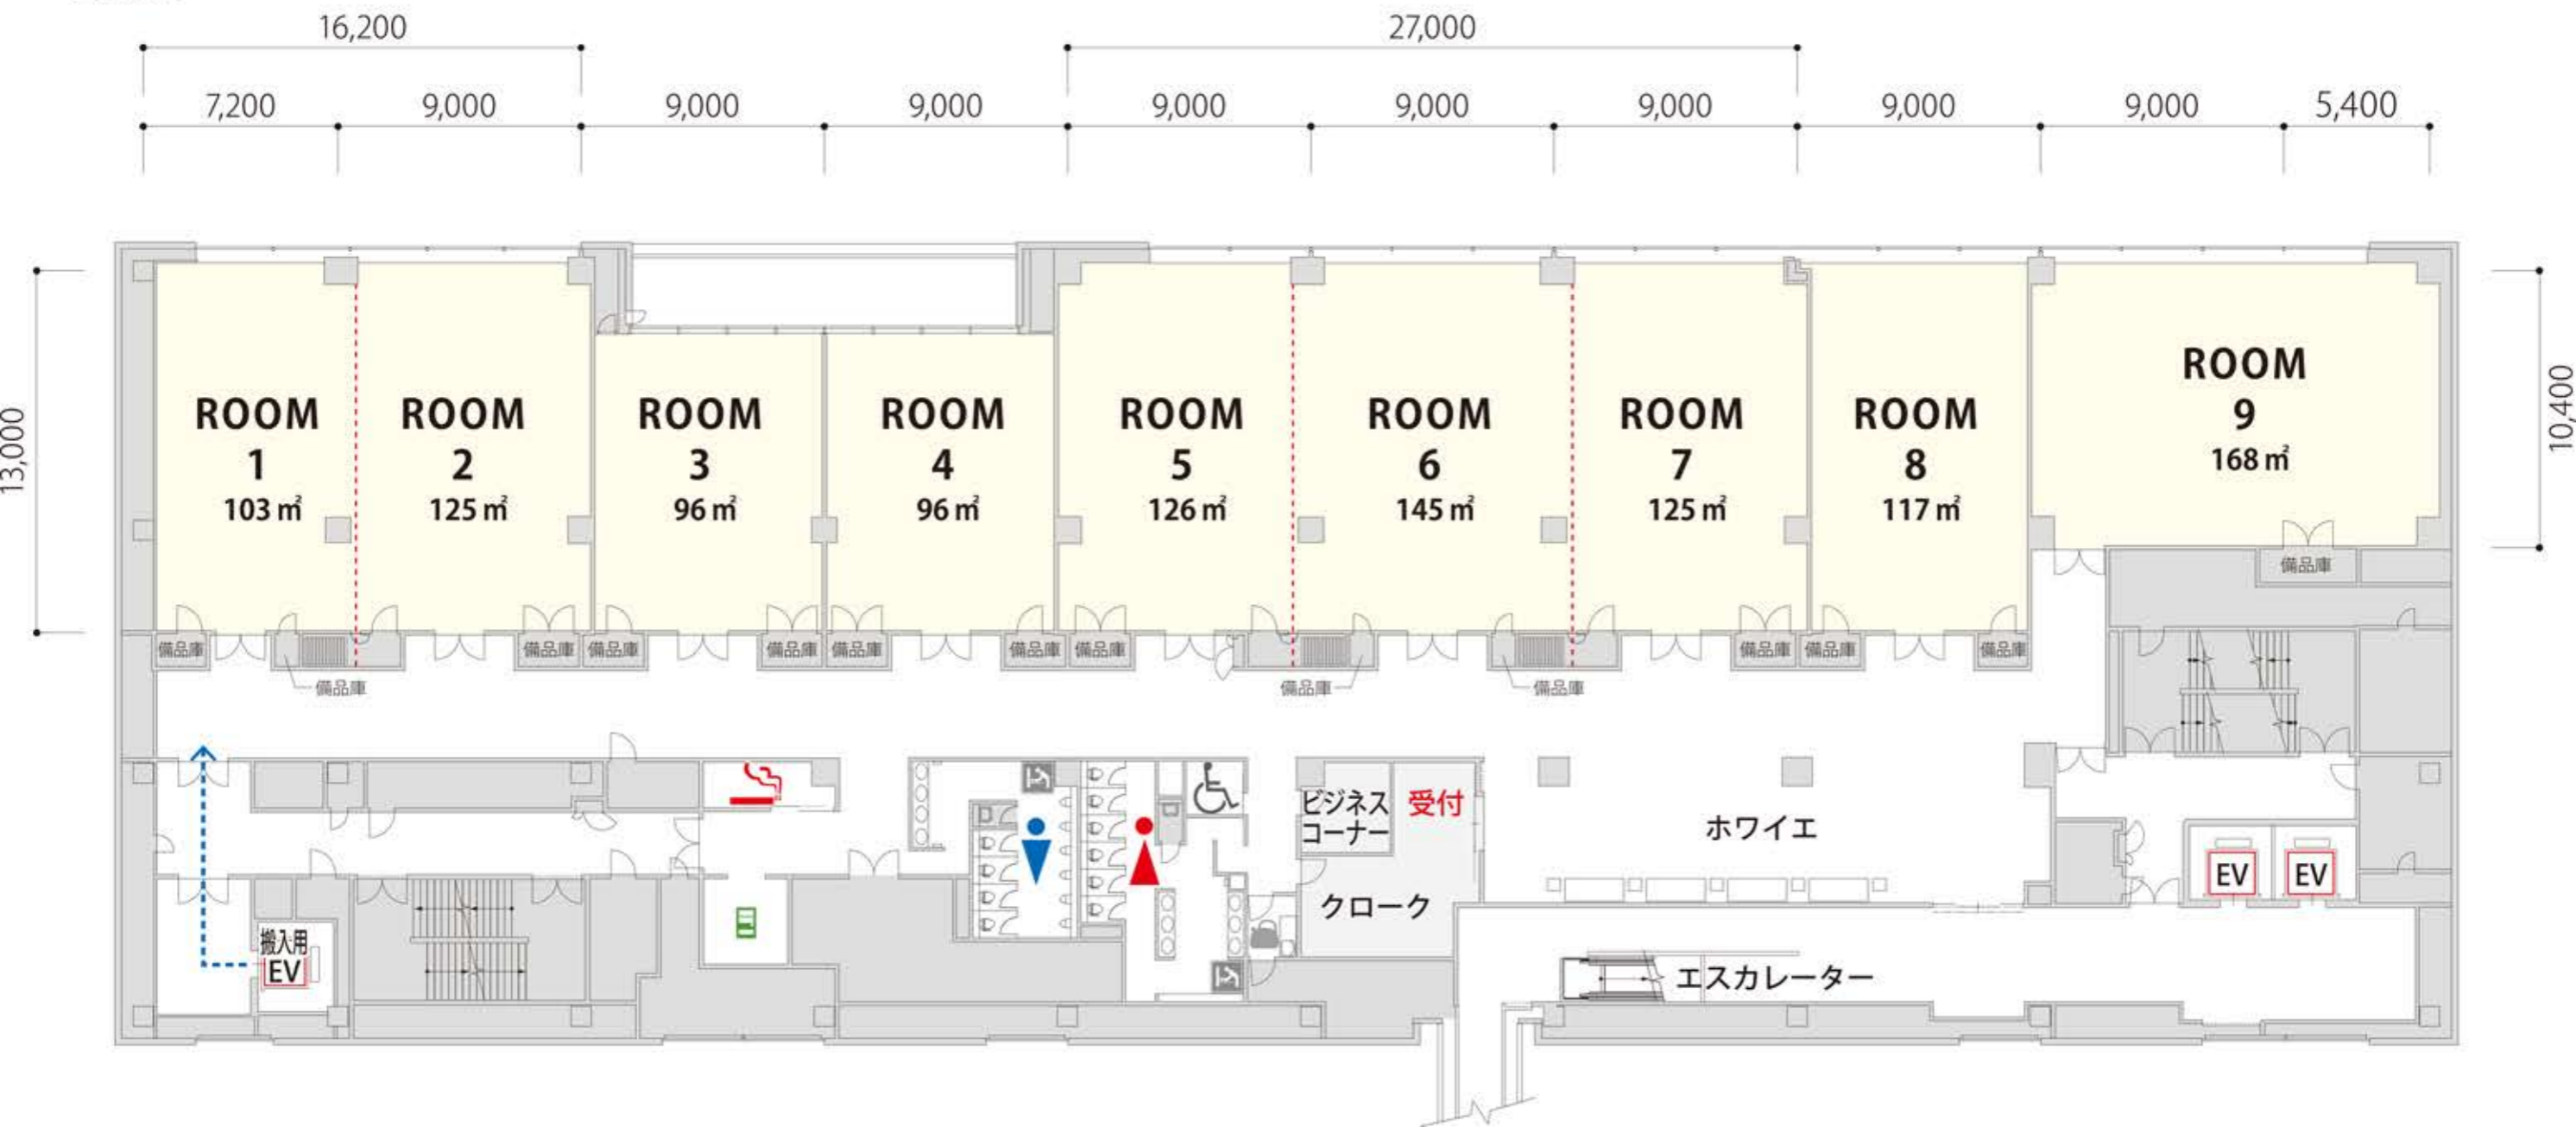 16,200
27,000
7,200
9,000
9,000
9,000
9,000
9,000
9,000
9,000
9,000
5,400
13,000
10,400
ROOM
1
103㎡
ROOM
2
125㎡
ROOM
3
96㎡
ROOM
4
96㎡
ROOM
5
126㎡
ROOM
6
145㎡
ROOM
7
125㎡
ROOM
8
117㎡
ROOM
9
168㎡
備品庫
備品庫
備品庫
備品庫
備品庫
備品庫
備品庫
備品庫
備品庫
備品庫
備品庫
備品庫
備品庫
備品庫
ビジネス
コーナー
受付
クローク
ホワイエ
EV
EV
搬入用
EV
エスカレーター